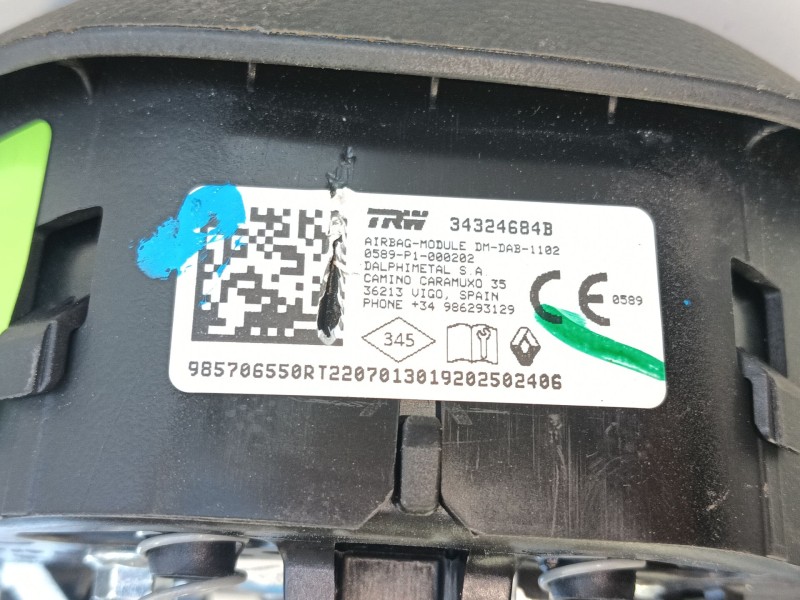 TRW 34324684B
AIRBAG-MODULE DM-DAB-1102
0589-P1-000202
DALPHIMETAL S.A.
CAMINO CARAMUXO 35
36213 VIGO, SPAIN
PHONE +34 986293129
CE 0589
345
985706550RT2207013019202502406